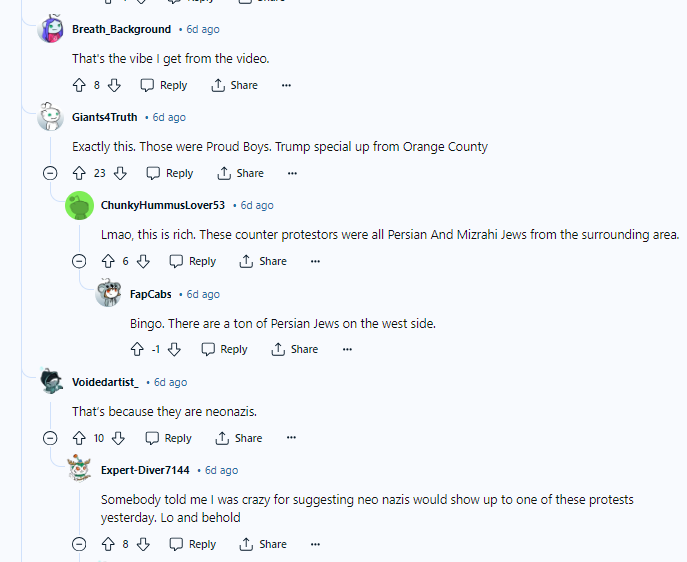 Reply Share
Breath_Background • 6d ago
That's the vibe I get from the video.
8 Reply Share ...
Giants4Truth • 6d ago
Exactly this. Those were Proud Boys. Trump special up from Orange County
23 Reply Share ...
ChunkyHummusLover53 • 6d ago
Lmao, this is rich. These counter protestors were all Persian And Mizrahi Jews from the surrounding area.
6 Reply Share ...
FapCabs • 6d ago
Bingo. There are a ton of Persian Jews on the west side.
-1 Reply Share ...
Voidedartist_ • 6d ago
That's because they are neonazis.
10 Reply Share ...
Expert-Diver7144 • 6d ago
Somebody told me I was crazy for suggesting neo nazis would show up to one of these protests
yesterday. Lo and behold
8 Reply Share ...